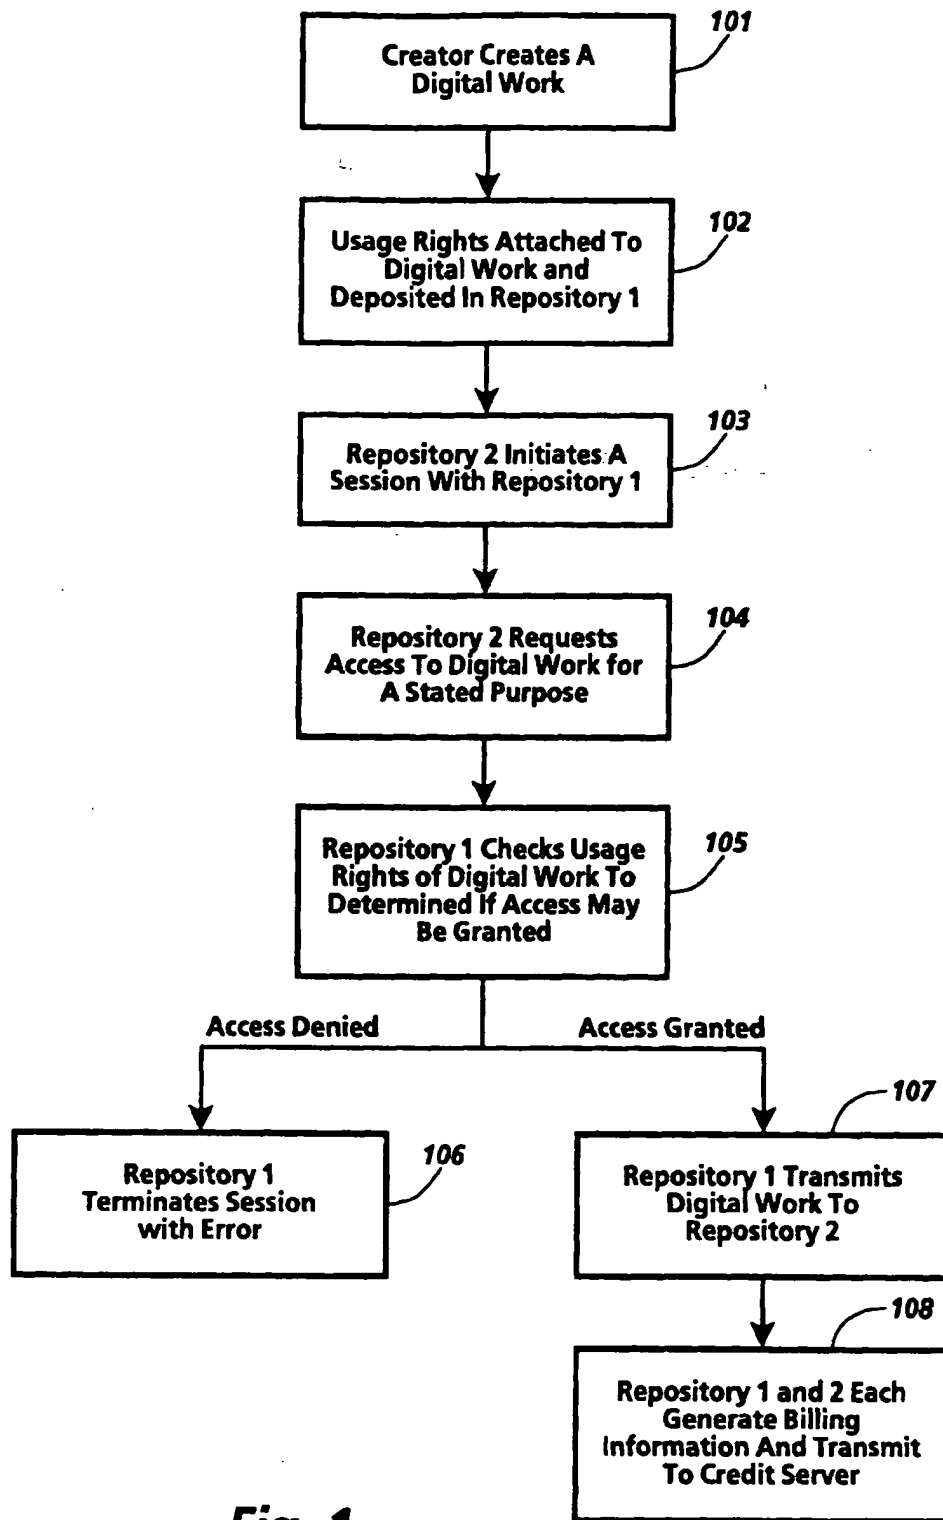 101
Creator Creates A
Digital Work
102
Usage Rights Attached To
Digital Work and
Deposited In Repository 1
103
Repository 2 Initiates A
Session With Repository 1
104
Repository 2 Requests
Access To Digital Work for
A Stated Purpose
105
Repository 1 Checks Usage
Rights of Digital Work To
Determined If Access May
Be Granted
Access Denied
Access Granted
106
Repository 1
Terminates Session
with Error
107
Repository 1 Transmits
Digital Work To
Repository 2
108
Repository 1 and 2 Each
Generate Billing
Information And Transmit
To Credit Server
Fig. 1